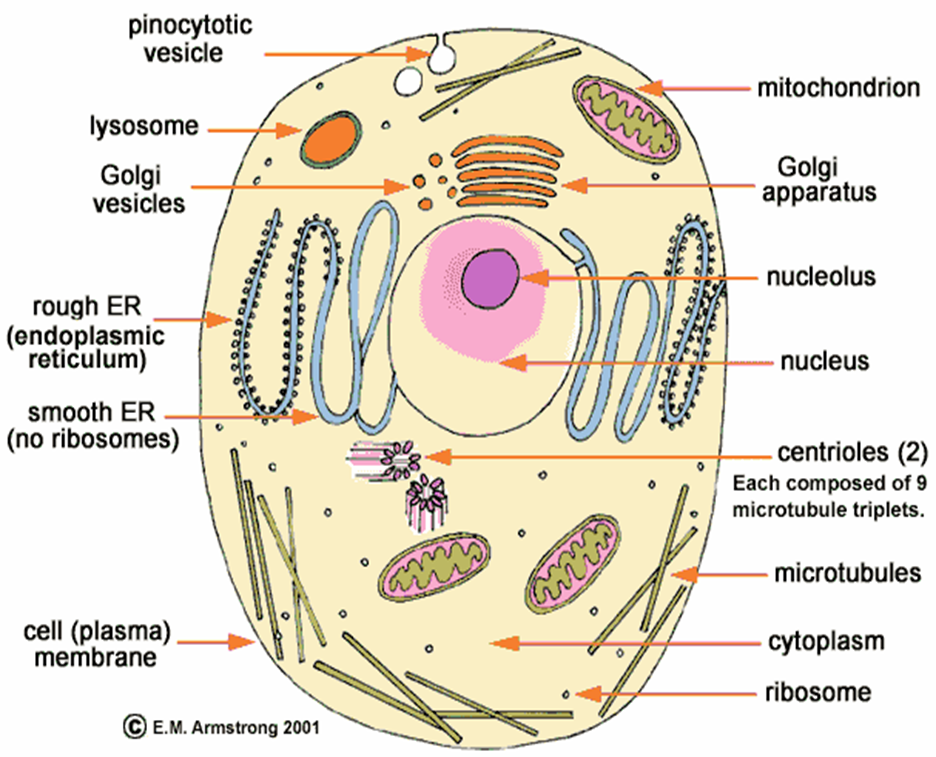 pinocytotic
vesicle
lysosome
Golgi
vesicles
rough ER
(endoplasmic
reticulum)
smooth ER
(no ribosomes)
cell (plasma)
membrane
© E.M. Armstrong 2001
mitochondrion
Golgi
apparatus
nucleolus
nucleus
centrioles (2)
Each composed of 9
microtubule triplets.
microtubules
cytoplasm
ribosome